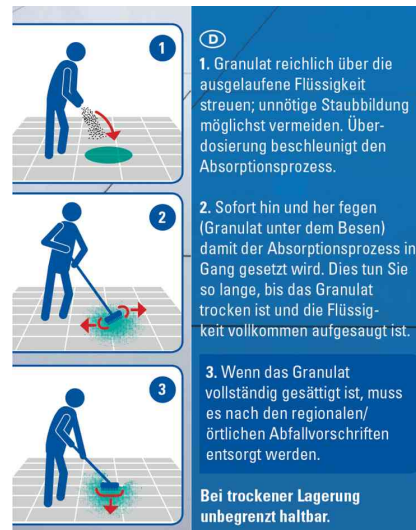 1
D
1. Granulat reichlich über die
ausgelaufene Flüssigkeit
streuen; unnötige Staubbildung
möglichst vermeiden. Über-
dosierung beschleunigt den
Absorptionsprozess.
2
2. Sofort hin und her fegen
(Granulat unter dem Besen)
damit der Absorptionsprozess in
Gang gesetzt wird. Dies tun Sie
so lange, bis das Granulat
trocken ist und die Flüssig-
keit vollkommen aufgesaugt ist.
3
3. Wenn das Granulat
vollständig gesättigt ist, muss
es nach den regionalen/
örtlichen Abfallvorschriften
entsorgt werden.
Bei trockener Lagerung
unbegrenzt haltbar.